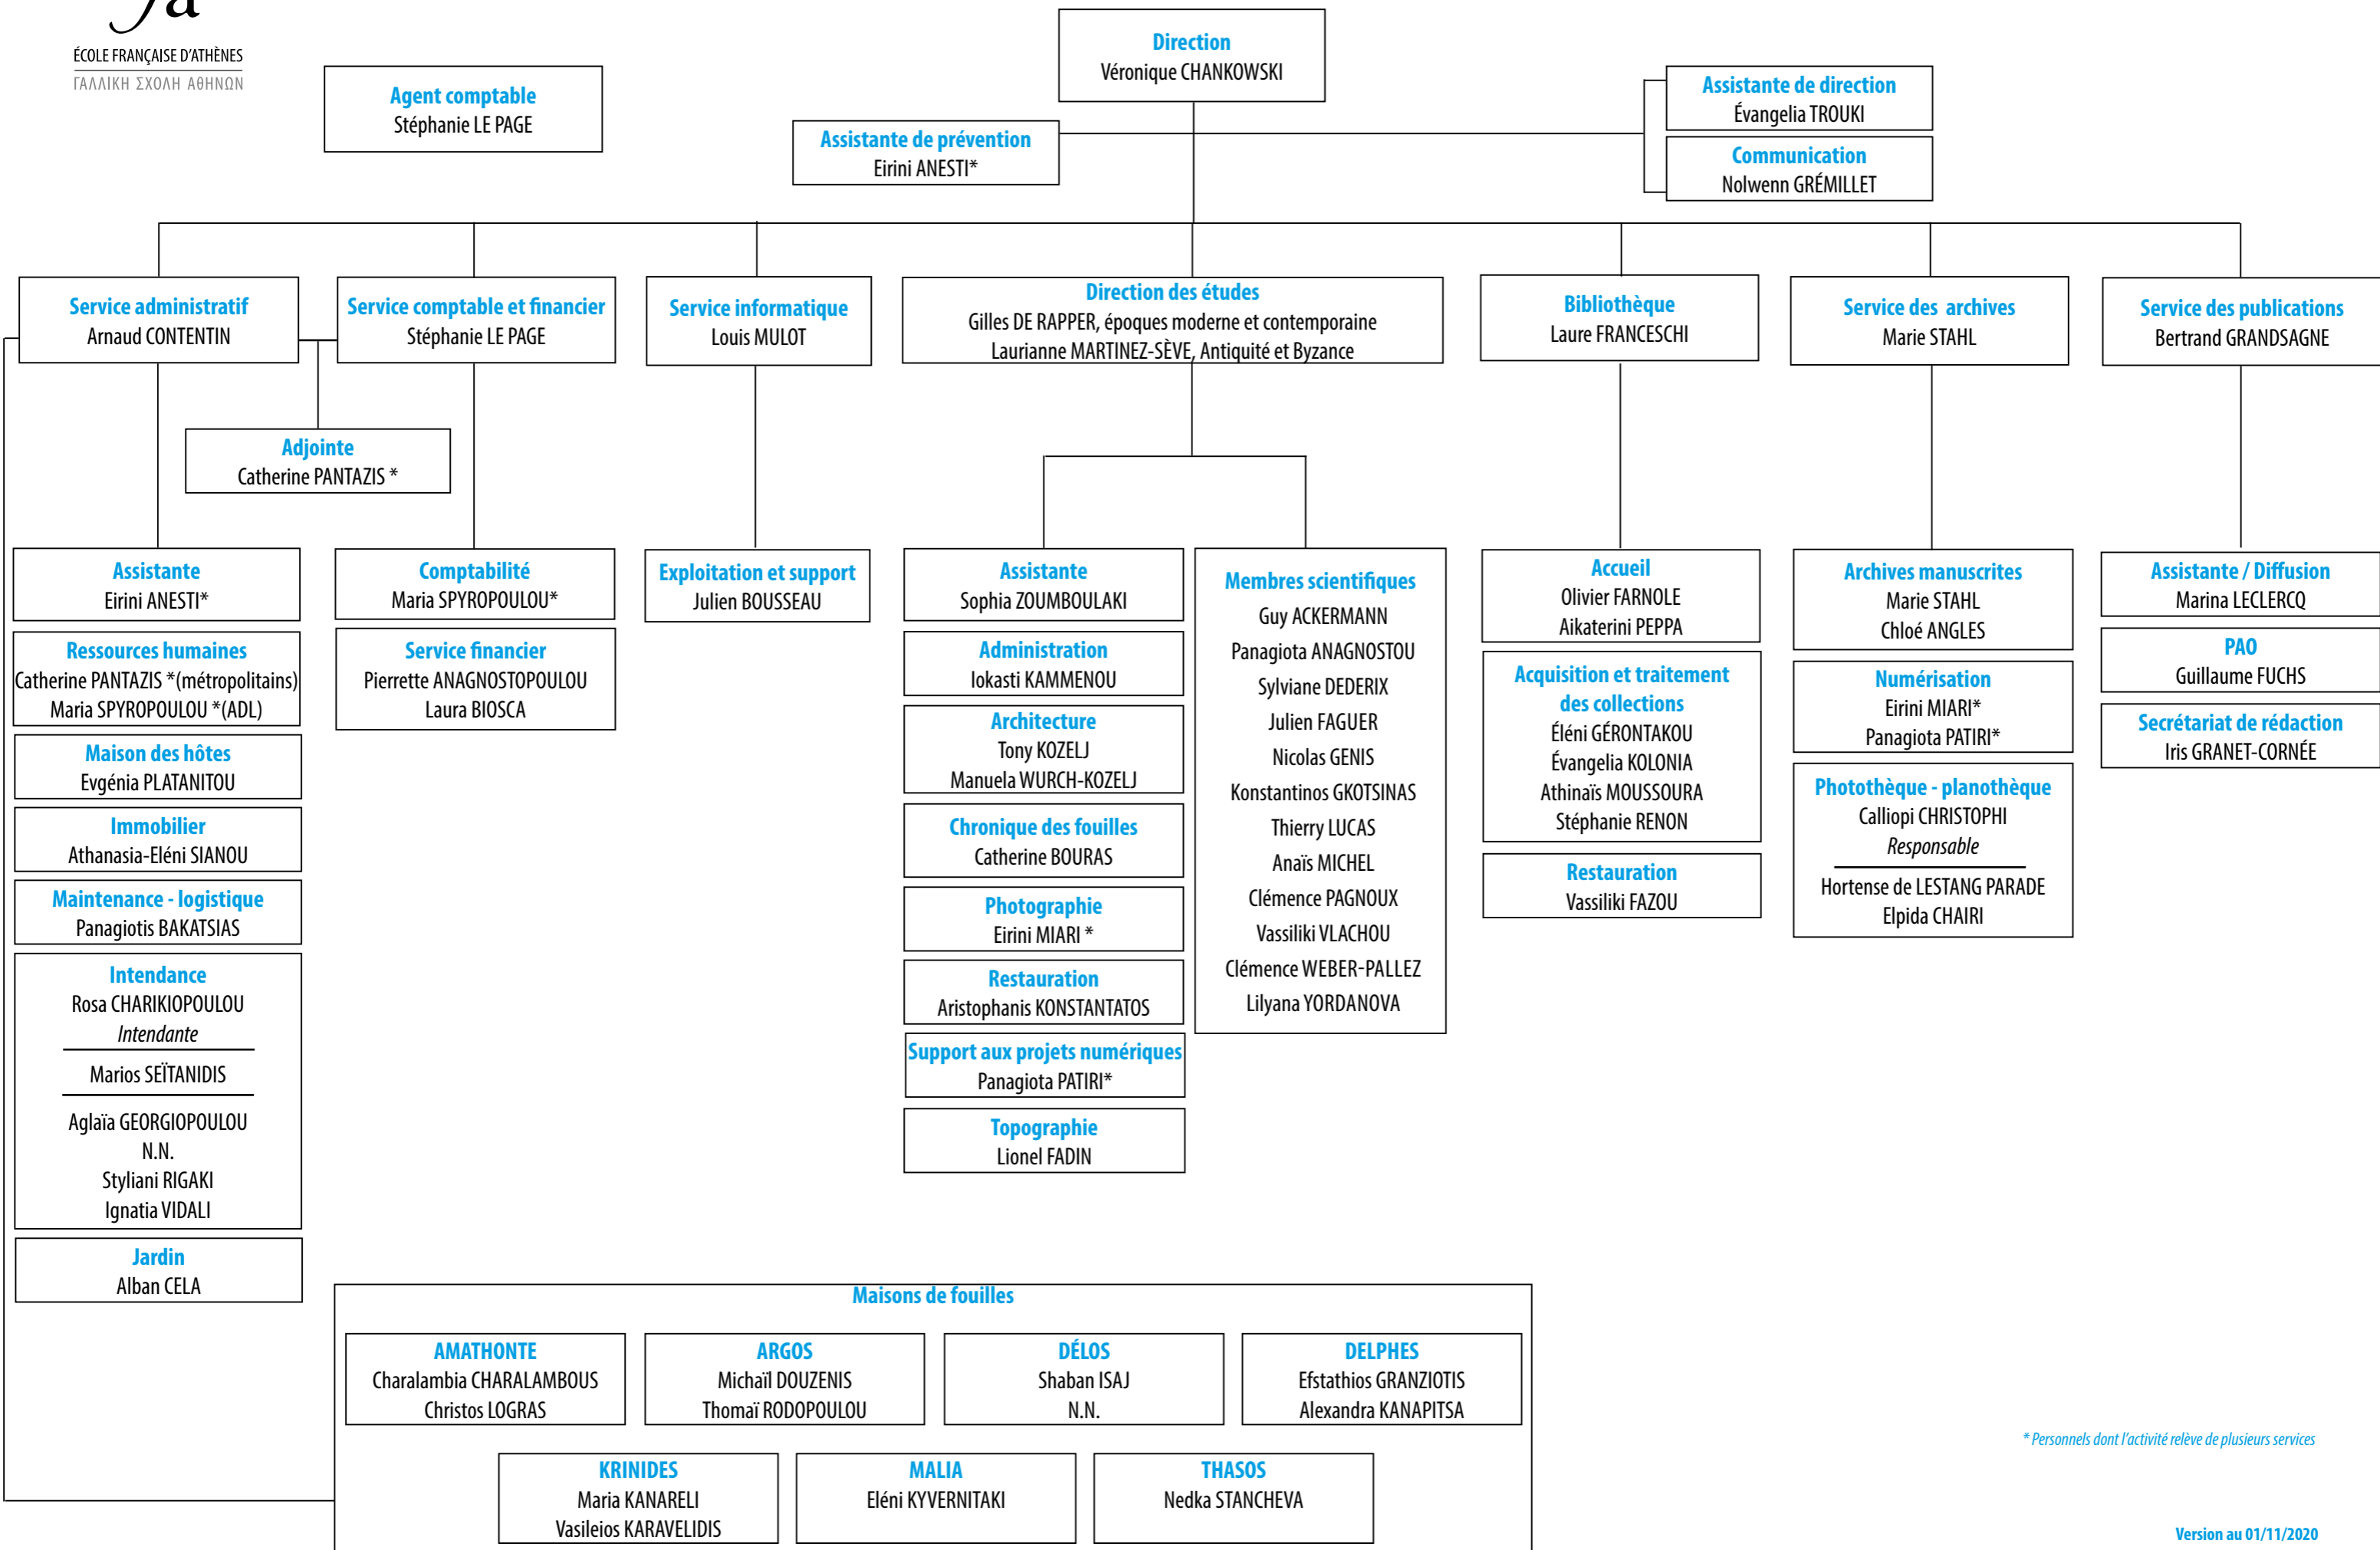 ÉCOLE FRANÇAISE D'ATHÈNES
ΓΑΛΛΙΚΗ ΣΧΟΛΗ ΑΘΗΝΩΝ
Direction
Véronique CHANKOWSKI
Agent comptable
Stéphanie LE PAGE
Assistante de prévention
Eirini ANESTI*
Assistante de direction
Évangelia TROUKI
Communication
Nolwenn GRÉMILLET
Service administratif
Arnaud CONTENTIN
Service comptable et financier
Stéphanie LE PAGE
Service informatique
Louis MULOT
Direction des études
Gilles DE RAPPER, époques moderne et contemporaine
Laurianne MARTINEZ-SÈVE, Antiquité et Byzance
Bibliothèque
Laure FRANCESCHI
Service des archives
Marie STAHL
Service des publications
Bertrand GRANDSAGNE
Adjointe
Catherine PANTAZIS *
Assistante
Eirini ANESTI*
Ressources humaines
Catherine PANTAZIS *(métropolitains)
Maria SPYROPOULOU *(ADL)
Maison des hôtes
Evgénia PLATANITOU
Immobilier
Athanasia-Eléni SIANOU
Maintenance - logistique
Panagiotis BAKATSIAS
Intendance
Rosa CHARIKIOPOULOU
Intendante
Marios SEÏTANIDIS
Aglaïa GEORGIOPOULOU
N.N.
Styliani RIGAKI
Ignatia VIDALI
Jardin
Alban CELA
Comptabilité
Maria SPYROPOULOU*
Service financier
Pierrette ANAGNOSTOPOULOU
Laura BIOSCA
Exploitation et support
Julien BOUSSEAU
Assistante
Sophia ZOUMBOULAKI
Administration
Iokasti KAMMENOU
Architecture
Tony KOZELJ
Manuela WURCH-KOZELJ
Chronique des fouilles
Catherine BOURAS
Photographie
Eirini MIARI *
Restauration
Aristophanis KONSTANTATOS
Support aux projets numériques
Panagiota PATIRI*
Topographie
Lionel FADIN
Membres scientifiques
Guy ACKERMANN
Panagiota ANAGNOSTOU
Sylviane DEDERIX
Julien FAGUER
Nicolas GENIS
Konstantinos GKOTSINAS
Thierry LUCAS
Anaïs MICHEL
Clémence PAGNOUX
Vassiliki VLACHOU
Clémence WEBER-PALLEZ
Lilyana YORDANOVA
Accueil
Olivier FARNOLE
Aikaterini PEPPA
Acquisition et traitement
des collections
Éléni GÉRONTAKOU
Évangelia KOLONIA
Athinaïs MOUSSOURA
Stéphanie RENON
Restauration
Vassiliki FAZOU
Archives manuscrites
Marie STAHL
Chloé ANGLES
Numérisation
Eirini MIARI*
Panagiota PATIRI*
Photothèque - planothèque
Calliopi CHRISTOPHI
Responsable
Hortense de LESTANG PARADE
Elpida CHAIRI
Assistante / Diffusion
Marina LECLERCQ
PAO
Guillaume FUCHS
Secrétariat de rédaction
Iris GRANET-CORNÉE
Maisons de fouilles
AMATHONTE
Charalambia CHARALAMBOUS
Christos LOGRAS
ARGOS
Michaïl DOUZENIS
Thomaï RODOPOULOU
DÉLOS
Shaban ISAJ
N.N.
DELPHES
Efstathios GRANZIOTIS
Alexandra KANAPITSA
KRINIDES
Maria KANARELI
Vasileios KARAVELIDIS
MALIA
Eléni KYVERNITAKI
THASOS
Nedka STANCHEVA
* Personnels dont l'activité relève de plusieurs services
Version au 01/11/2020